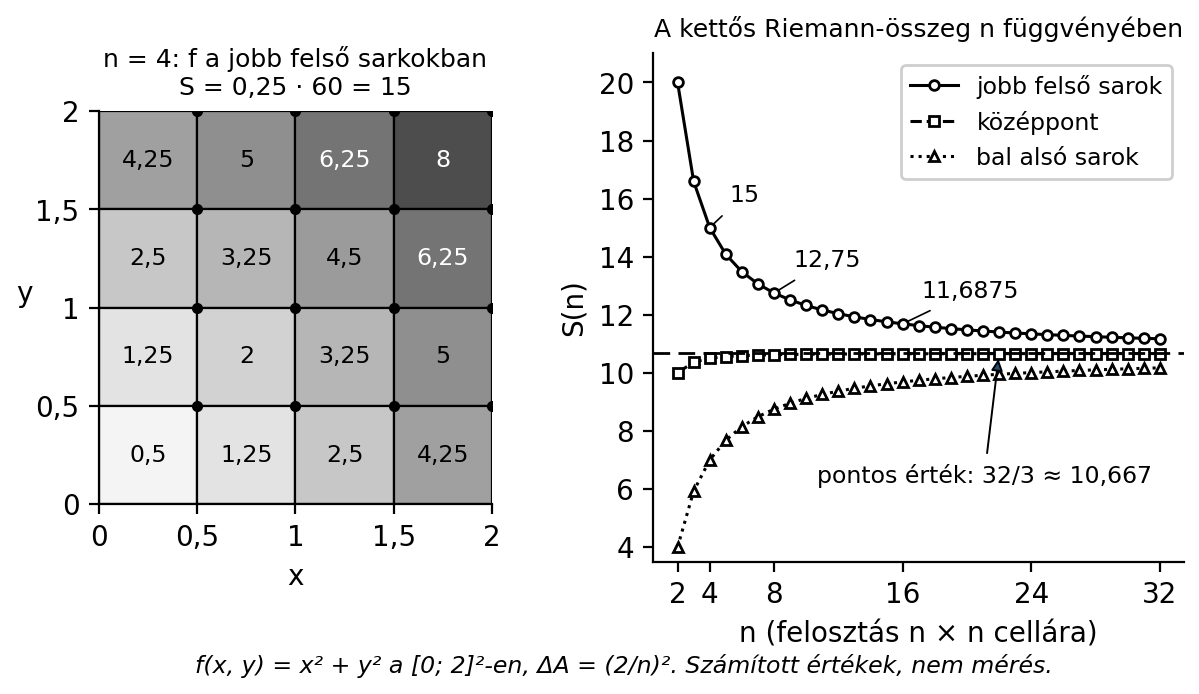 n = 4: f a jobb felső sarkokban
S = 0,25 · 60 = 15
2
1,5
1
0,5
0
y
4,25 5 6,25 8
2,5 3,25 4,5 6,25
1,25 2 3,25 5
0,5 1,25 2,5 4,25
0 0,5 1 1,5 2
x
A kettős Riemann-összeg n függvényében
20
18
16
14
12
10
8
6
4
S(n)
jobb felső sarok
középpont
bal alsó sarok
15
12,75
11,6875
pontos érték: 32/3 ≈ 10,667
2 4 8 16 24 32
n (felosztás n × n cellára)
f(x, y) = x² + y² a [0; 2]²-en, ΔA = (2/n)². Számított értékek, nem mérés.